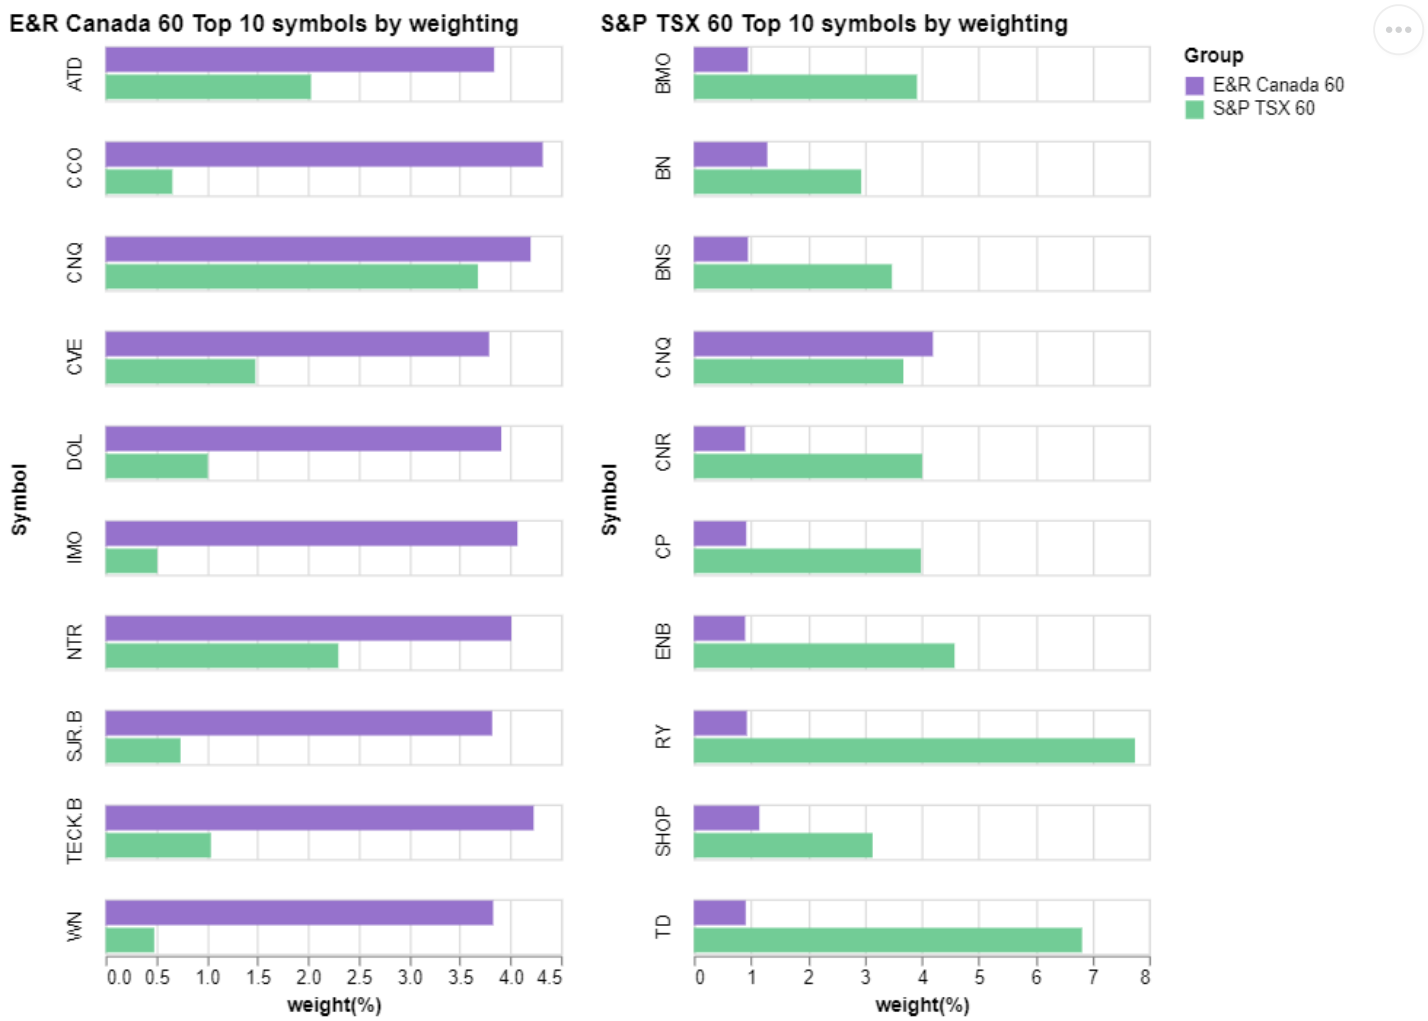 E&R Canada 60 Top 10 symbols by weighting
ATD
CCO
CNQ
CVE
DOL
IMO
NTR
SJR.B
TECK.B
WN
Symbol
0.0 0.5 1.0 1.5 2.0 2.5 3.0 3.5 4.0 4.5
weight(%)
S&P TSX 60 Top 10 symbols by weighting
BMO
BN
BNS
CNQ
CNR
CP
ENB
RY
SHOP
TD
Symbol
0 1 2 3 4 5 6 7 8
weight(%)
Group
E&R Canada 60
S&P TSX 60